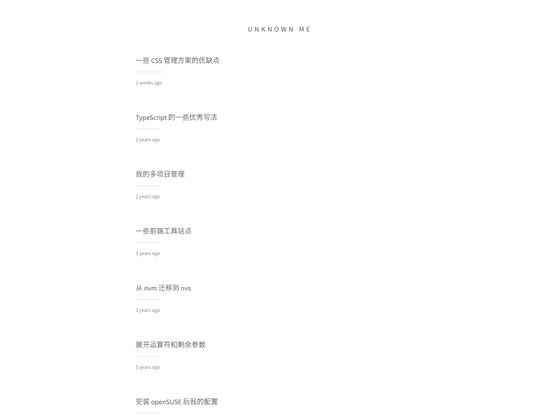 UNKNOWN ME
一些 CSS 管理方案的优缺点
2 weeks ago
TypeScript 的一些优秀写法
2 years ago
我的多项目管理
2 years ago
一些前端工具站点
3 years ago
从 nvm 迁移到 nvs
3 years ago
展开运算符和剩余参数
5 years ago
安装 openSUSE 后我的配置